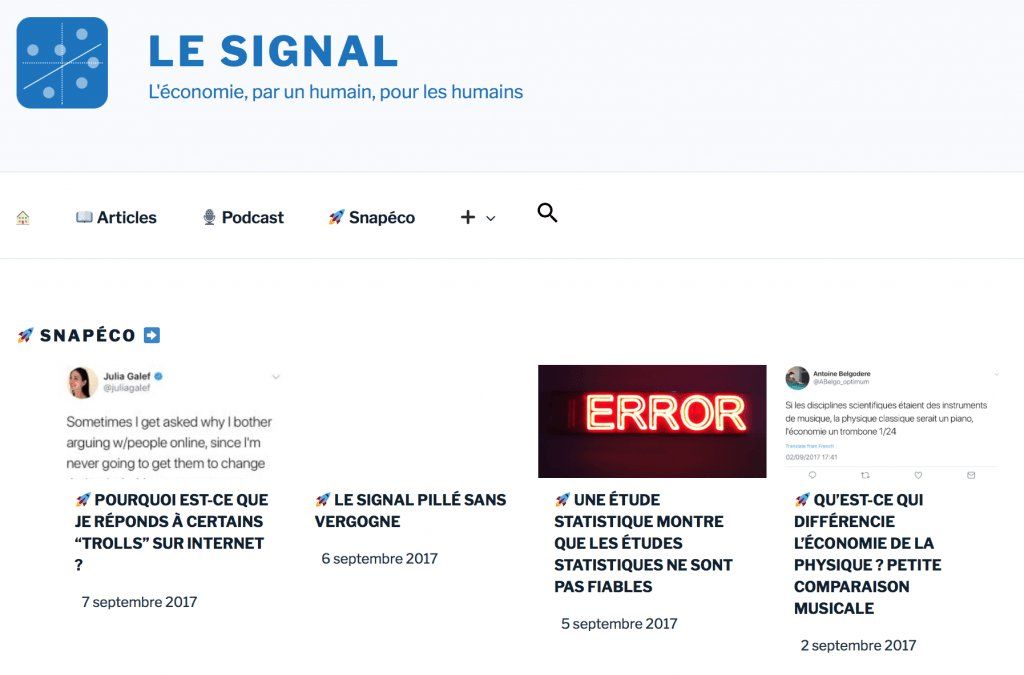 LE SIGNAL
L'économie, par un humain, pour les humains
Articles
Podcast
Snapéco
SNAPÉCO
Julia Galef
@juliagalef
Sometimes I get asked why I bother
arguing w/people online, since I'm
never going to get them to change
POURQUOI EST-CE QUE
JE RÉPONDS À CERTAINS
“TROLLS” SUR INTERNET
?
7 septembre 2017
LE SIGNAL PILLÉ SANS
VERGOGNE
6 septembre 2017
ERROR
UNE ÉTUDE
STATISTIQUE MONTRE
QUE LES ÉTUDES
STATISTIQUES NE SONT
PAS FIABLES
5 septembre 2017
Antoine Belgodere
@ABelgo_optimum
Si les disciplines scientifiques étaient des instruments
de musique, la physique classique serait un piano,
l'économie un trombone 1/24
Translate from French
02/09/2017 17:41
QU’EST-CE QUI
DIFFÉRENCIE
L’ÉCONOMIE DE LA
PHYSIQUE ? PETITE
COMPARAISON
MUSICALE
2 septembre 2017